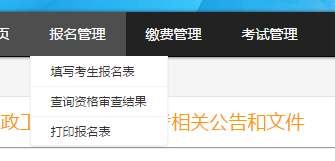 页 报名管理 缴费管理 考试管理
填写考生报名表
查询资格审查结果
打印报名表
政 相关公告和文件